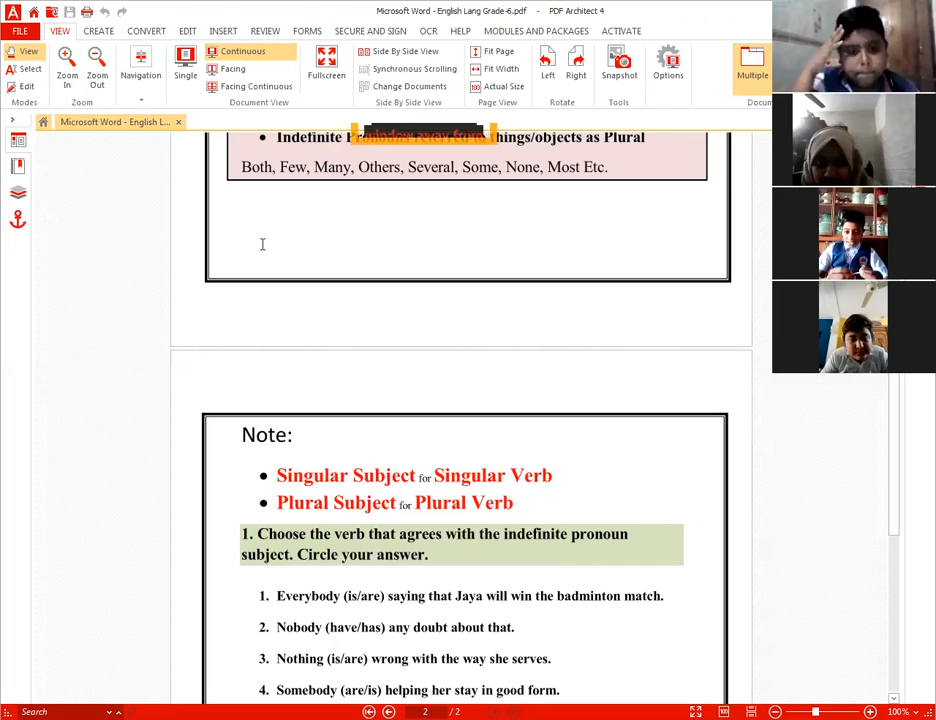 Microsoft Word - English Lang Grade-6.pdf - PDF Architect 4
FILE VIEW CREATE CONVERT EDIT INSERT REVIEW FORMS SECURE AND SIGN OCR HELP MODULES AND PACKAGES ACTIVATE
View
Select
Edit
Modes
Zoom In
Zoom Out
Zoom
Navigation
Single
Continuous
Facing
Facing Continuous
Document View
Fullscreen
Side By Side View
Synchronous Scrolling
Change Documents
Side By Side View
Fit Page
Fit Width
Actual Size
Page View
Left
Right
Rotate
Snapshot
Tools
Options
Multiple
Docu
Microsoft Word - English L... ×
• Indefinite things/objects as Plural
Both, Few, Many, Others, Several, Some, None, Most Etc.
Note:
• Singular Subject for Singular Verb
• Plural Subject for Plural Verb
1. Choose the verb that agrees with the indefinite pronoun
subject. Circle your answer.
1. Everybody (is/are) saying that Jaya will win the badminton match.
2. Nobody (have/has) any doubt about that.
3. Nothing (is/are) wrong with the way she serves.
4. Somebody (are/is) helping her stay in good form.
Search
2 / 2
100%